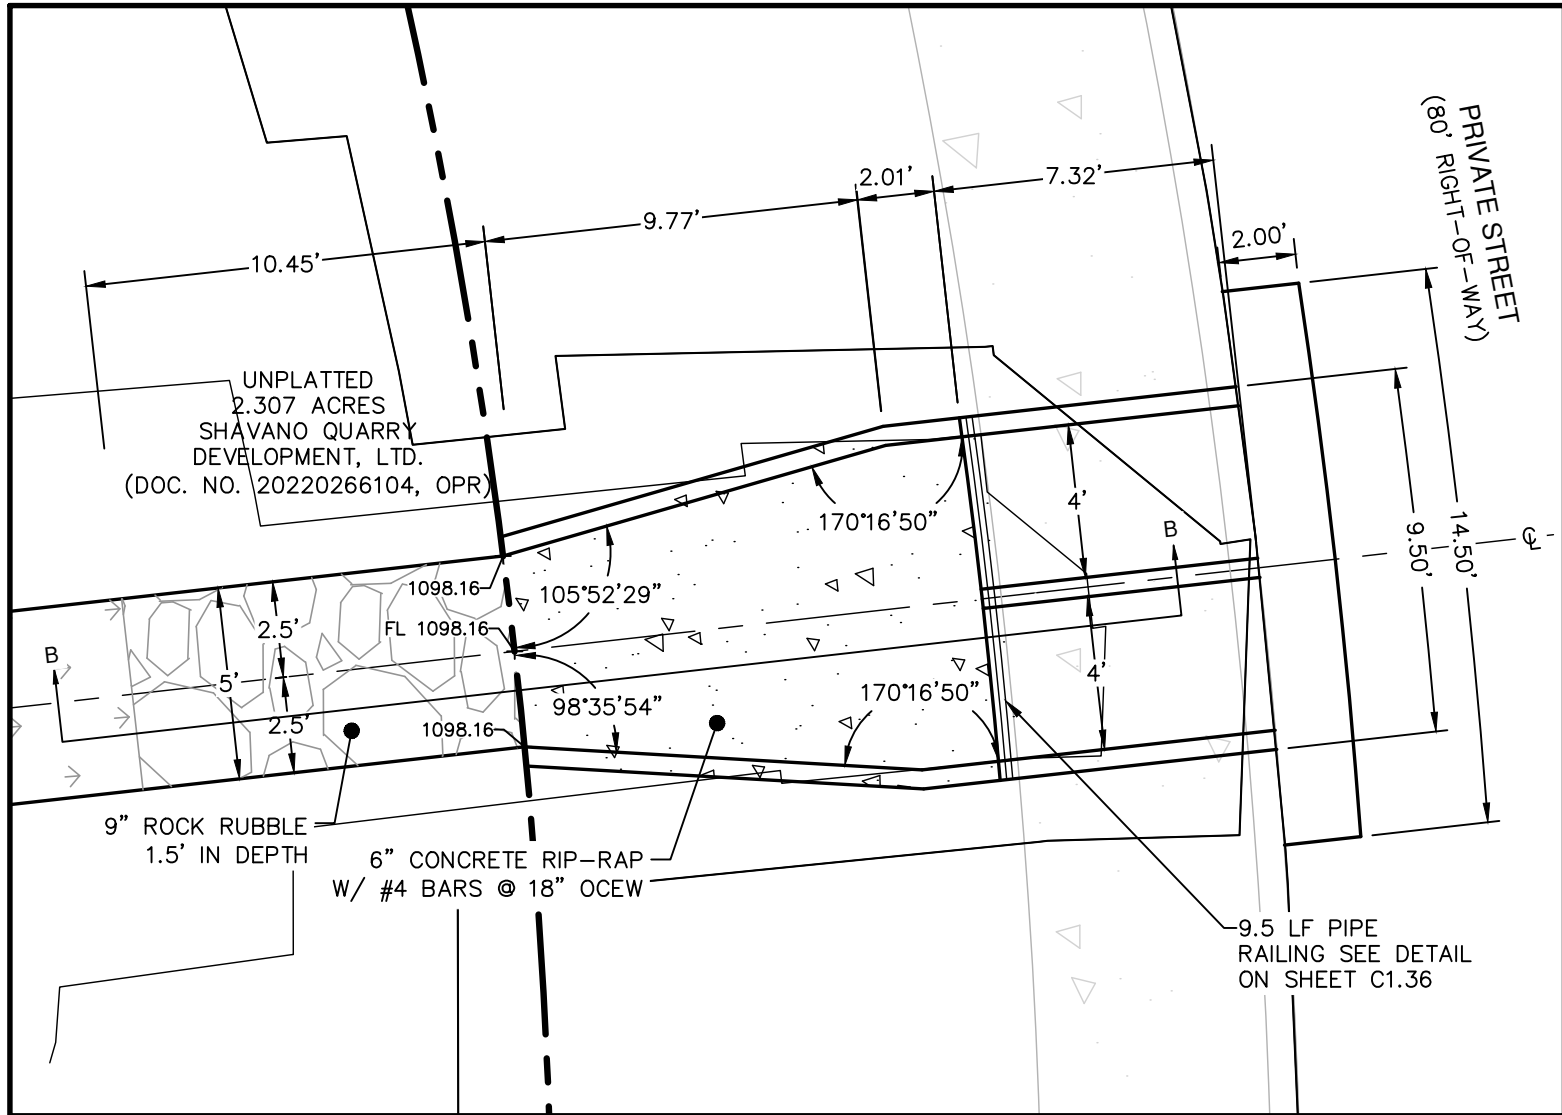 PRIVATE STREET
(80' RIGHT-OF-WAY)
2.01'
7.32'
9.77'
10.45'
2.00'
UNPLATTED
2.307 ACRES
SHAVANO QUARRY
DEVELOPMENT, LTD.
(DOC. NO. 20220266104, OPR)
170°16'50"
4'
B
9.50'
14.50'
℄
1098.16
105°52'29"
FL 1098.16
2.5'
B
5'
4'
2.5'
98°35'54"
170°16'50"
1098.16
9" ROCK RUBBLE
1.5' IN DEPTH
6" CONCRETE RIP-RAP
W/ #4 BARS @ 18" OCEW
9.5 LF PIPE
RAILING SEE DETAIL
ON SHEET C1.36